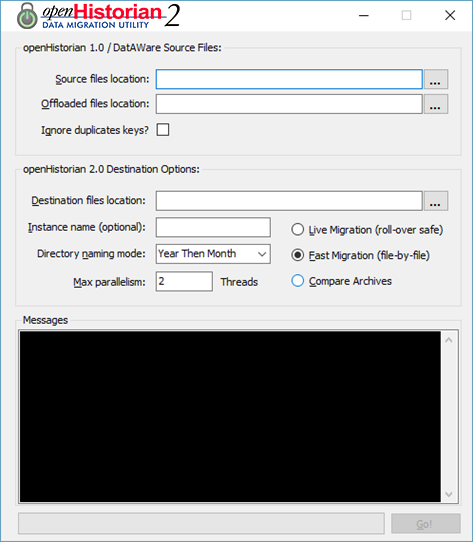 openHistorian 2
DATA MIGRATION UTILITY
openHistorian 1.0 / DatAWare Source Files:
Source files location:
...
Offloaded files location:
...
Ignore duplicates keys?
openHistorian 2.0 Destination Options:
Destination files location:
...
Instance name (optional):
Live Migration (roll-over safe)
Directory naming mode: Year Then Month
Fast Migration (file-by-file)
Max parallelism: 2 Threads
Compare Archives
Messages
Go!